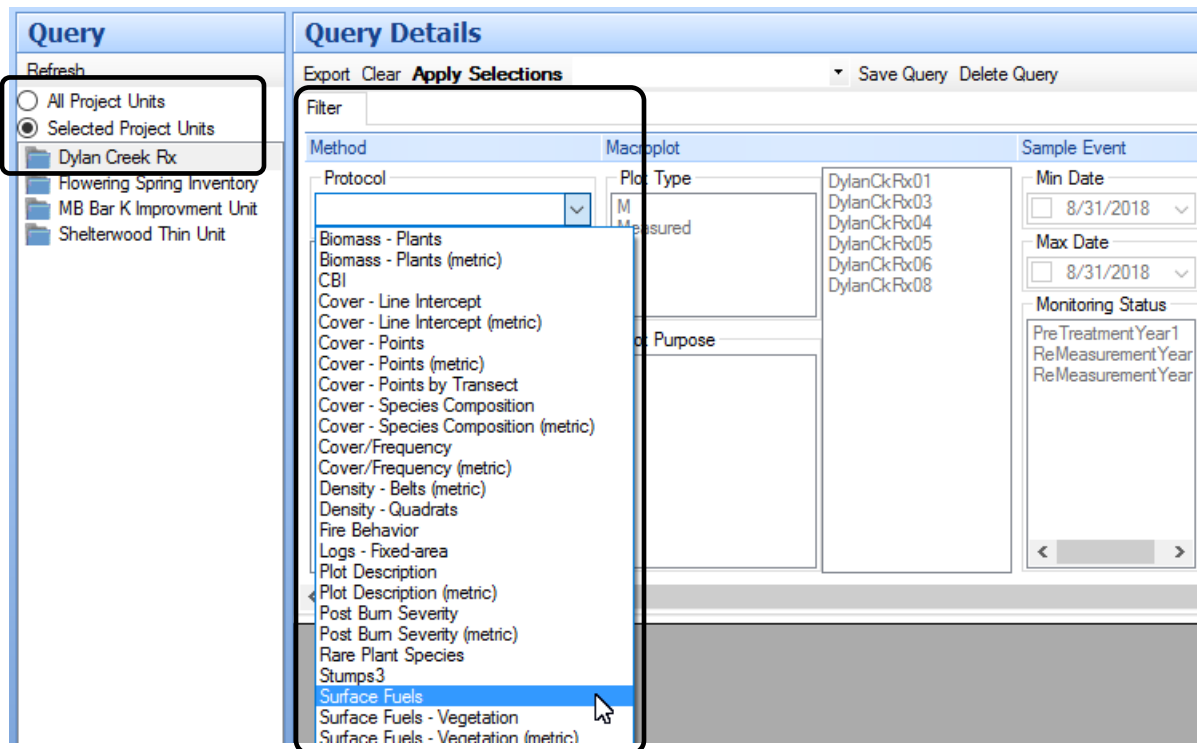 Query
Refresh
All Project Units
Selected Project Units
Dylan Creek Rx
Flowering Spring Inventory
MB Bar K Improvment Unit
Shelterwood Thin Unit
Query Details
Export Clear Apply Selections Save Query Delete Query
Filter
Method Macroplot Sample Event
Protocol
Biomass - Plants
Biomass - Plants (metric)
CBI
Cover - Line Intercept
Cover - Line Intercept (metric)
Cover - Points
Cover - Points (metric)
Cover - Points by Transect
Cover - Species Composition
Cover - Species Composition (metric)
Cover/Frequency
Cover/Frequency (metric)
Density - Belts (metric)
Density - Quadrats
Fire Behavior
Logs - Fixed-area
Plot Description
Plot Description (metric)
Post Burn Severity
Post Burn Severity (metric)
Rare Plant Species
Stumps3
Surface Fuels
Surface Fuels - Vegetation
Surface Fuels - Vegetation (metric)
Plot Type
M
Measured
Purpose
DylanCkRx01
DylanCkRx03
DylanCkRx04
DylanCkRx05
DylanCkRx06
DylanCkRx08
Min Date
8/31/2018
Max Date
8/31/2018
Monitoring Status
PreTreatmentYear1
ReMeasurementYear
ReMeasurementYear